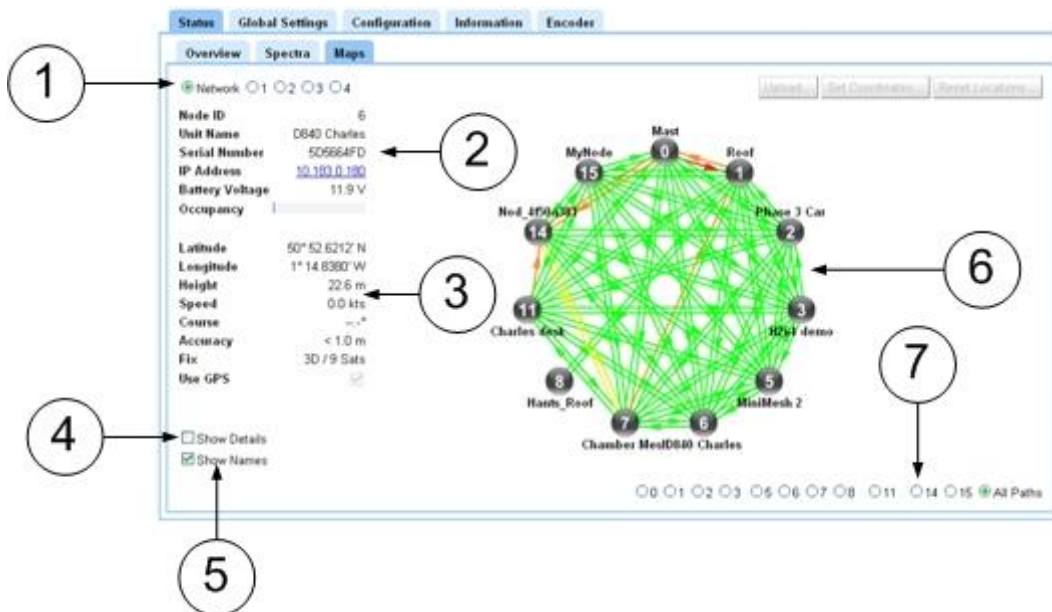 Status Global Settings Configuration Information Encoder
Overview Spectra Maps
1
Network 1 2 3 4
Upload... Set Coordinates... Reset Locations...
Node ID 6
Unit Name D840 Charles
Serial Number 5D5664FD
2
IP Address 10.183.0.180
Battery Voltage 11.9 V
Occupancy
Latitude 50° 52.6212' N
Longitude 1° 14.8380' W
Height 22.6 m
3
Speed 0.0 kts
Course --.-°
Accuracy < 1.0 m
Fix 3D / 9 Sats
Use GPS
4
Show Details
Show Names
5
Mast
0
Roof
1
MyNode
15
Phase 3 Car
2
14
6
3
H264 demo
11
Charles desk
5
MiniMesh 2
8
Hants_Roof
7
6
Chamber MeslD840 Charles
7
0 1 2 3 5 6 7 8 11 14 15 All Paths